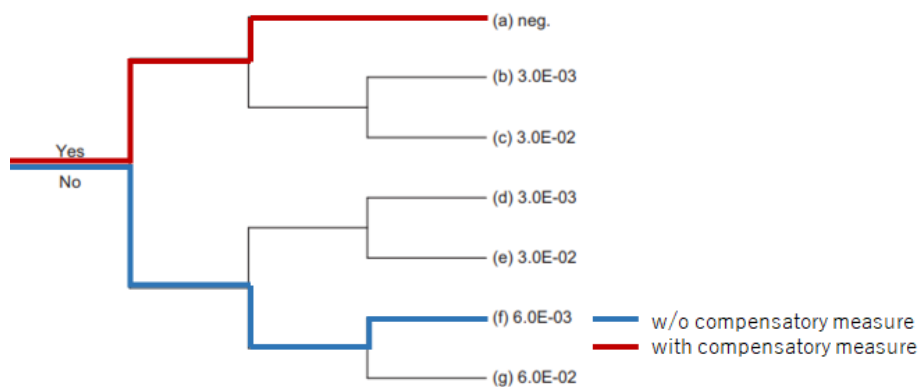 (a) neg.
(b) 3.0E-03
(c) 3.0E-02
Yes
No
(d) 3.0E-03
(e) 3.0E-02
(f) 6.0E-03
(g) 6.0E-02
w/o compensatory measure
with compensatory measure